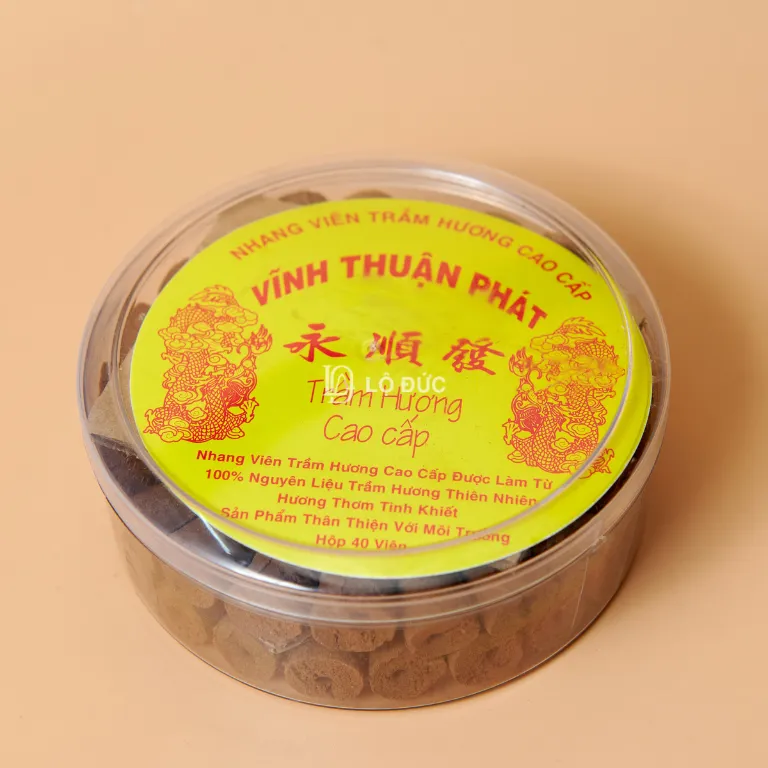 NHANG VIÊN TRẦM HƯƠNG CAO CẤP
VĨNH THUẬN PHÁT
永順發
LÔ ĐỨC
Trầm Hương
Cao cấp
Nhang Viên Trầm Hương Cao Cấp Được Làm Từ
100% Nguyên Liệu Trầm Hương Thiên Nhiên
Hương Thơm Tinh Khiết
Sản Phẩm Thân Thiện Với Môi Trường
Hộp 40 Viên